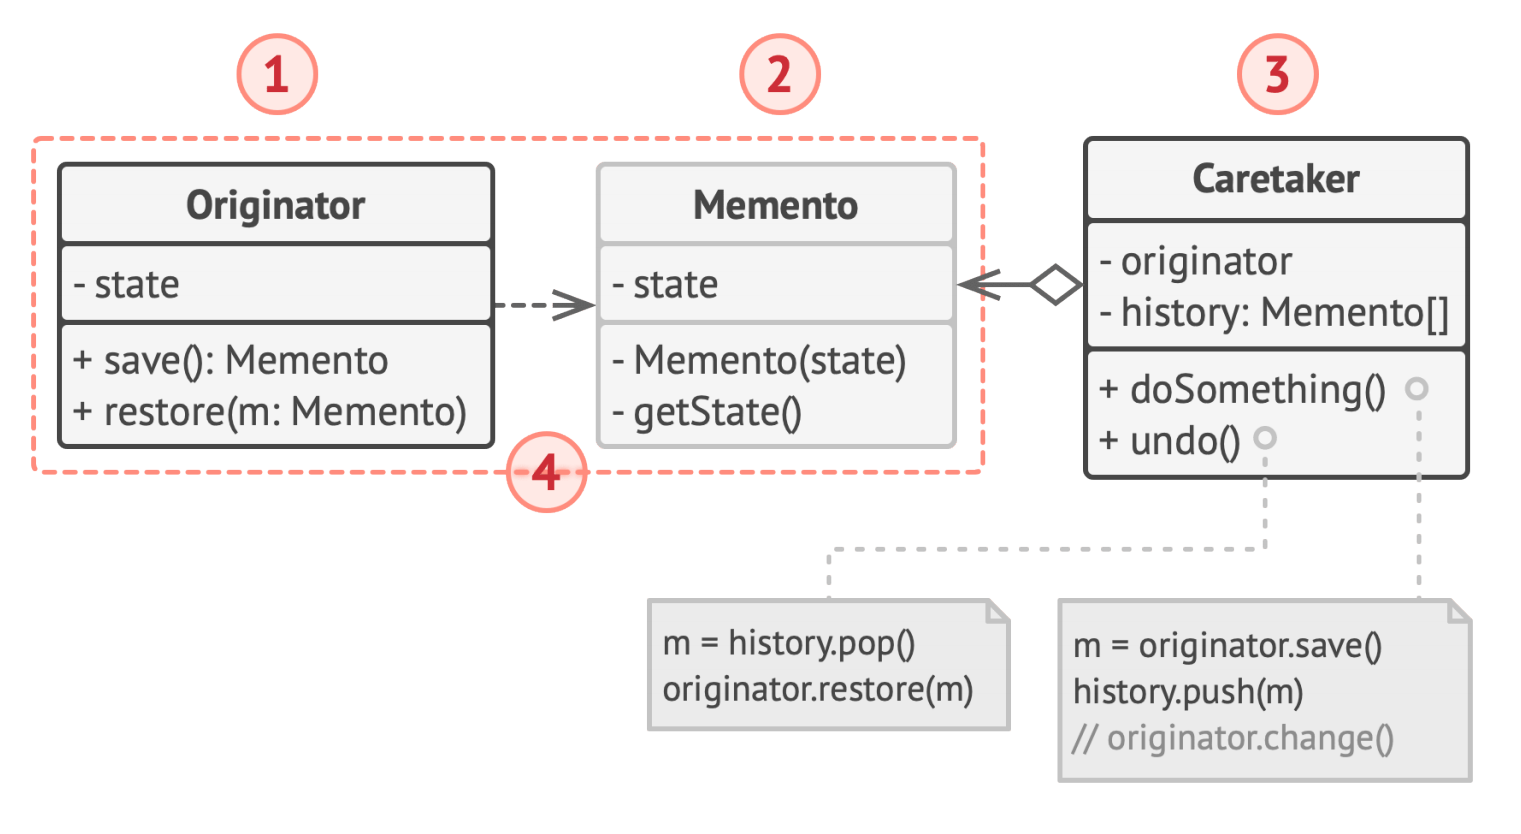 1
2
3
Originator
- state
+ save(): Memento
+ restore(m: Memento)
Memento
- state
- Memento(state)
- getState()
Caretaker
- originator
- history: Memento[]
+ doSomething()
+ undo()
4
m = history.pop()
originator.restore(m)
m = originator.save()
history.push(m)
// originator.change()